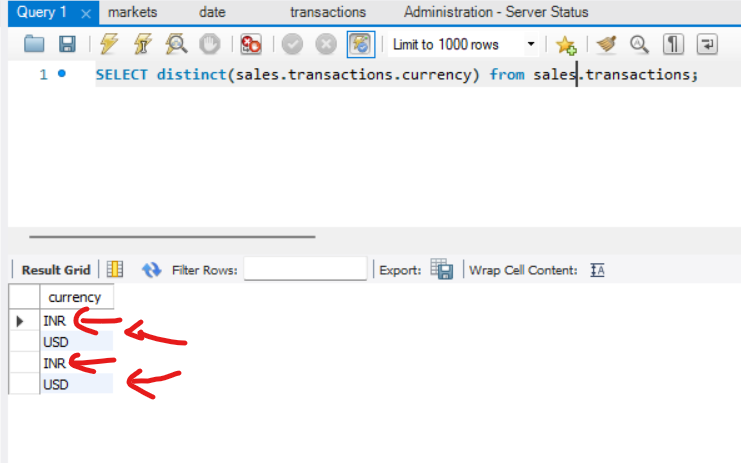 Query 1 markets date transactions Administration - Server Status
Limit to 1000 rows
1 SELECT distinct(sales.transactions.currency) from sales.transactions;
Result Grid Filter Rows: Export: Wrap Cell Content:
currency
INR
USD
INR
USD